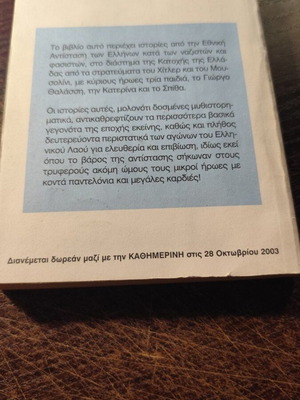 Το βιβλίο αυτό περιέχει ιστορίες από την Εθνική
Αντίσταση των Ελλήνων κατά των ναζιστών και
φασιστών, στο διάστημα της Κατοχής της Ελλά-
δας από τα στρατεύματα του Χίτλερ και του Μου-
σολίνι, με κύριους ήρωες τρία παιδιά, το Γιώργο
Θαλάσση, την Κατερίνα και το Σπίθα.
Οι ιστορίες αυτές, μολονότι δοσμένες μυθιστορη-
ματικά, αντικαθρεφτίζουν τα περισσότερα βασικά
γεγονότα της εποχής εκείνης, καθώς και πλήθος
δευτερεύοντα περιστατικά των αγώνων του Ελλη-
νικού Λαού για ελευθερία και επιβίωση, ιδίως εκεί
όπου το βάρος της αντίστασης σήκωναν στους
τρυφερούς ακόμη ώμους τους μικροί ήρωες με
κοντά παντελόνια και μεγάλες καρδιές!
Διανέμεται δωρεάν μαζί με την ΚΑΘΗΜΕΡΙΝΗ στις 28 Οκτωβρίου 2003